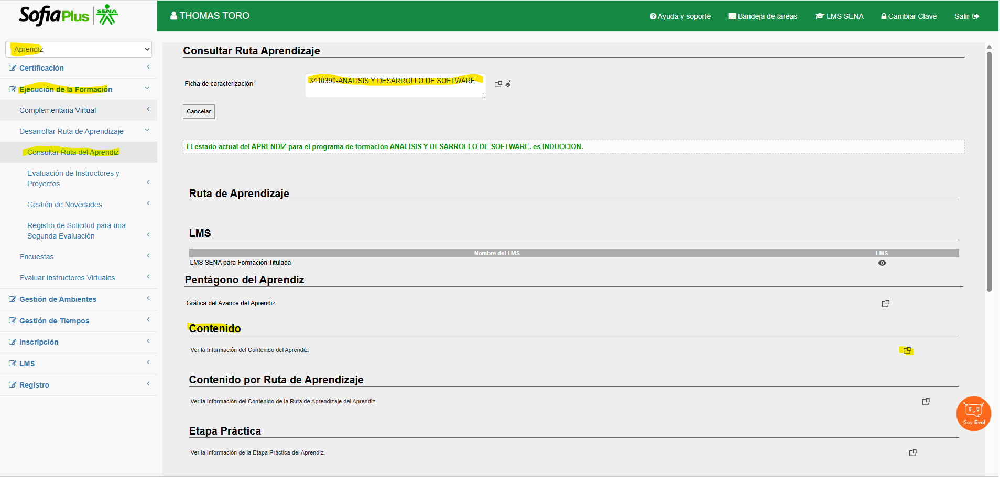 SofiaPlus SENA
THOMAS TORO
Ayuda y soporte
Bandeja de tareas
LMS SENA
Cambiar Clave
Salir
Aprendiz
Certificación
Ejecución de la Formación
Complementaria Virtual
Desarrollar Ruta de Aprendizaje
Consultar Ruta del Aprendiz
Evaluación de Instructores y
Proyectos
Gestión de Novedades
Registro de Solicitud para una
Segunda Evaluación
Encuestas
Evaluar Instructores Virtuales
Gestión de Ambientes
Gestión de Tiempos
Inscripción
LMS
Registro
Consultar Ruta Aprendizaje
Ficha de caracterización*
3410390-ANALISIS Y DESARROLLO DE SOFTWARE.
Cancelar
El estado actual del APRENDIZ para el programa de formación ANALISIS Y DESARROLLO DE SOFTWARE. es INDUCCION.
Ruta de Aprendizaje
LMS
Nombre del LMS LMS
LMS SENA para Formación Titulada
Pentágono del Aprendiz
Gráfica del Avance del Aprendiz
Contenido
Ver la Información del Contenido del Aprendiz.
Contenido por Ruta de Aprendizaje
Ver la Información del Contenido de la Ruta de Aprendizaje del Aprendiz.
Etapa Práctica
Ver la Información de la Etapa Práctica del Aprendiz.
¡Soy Eva!